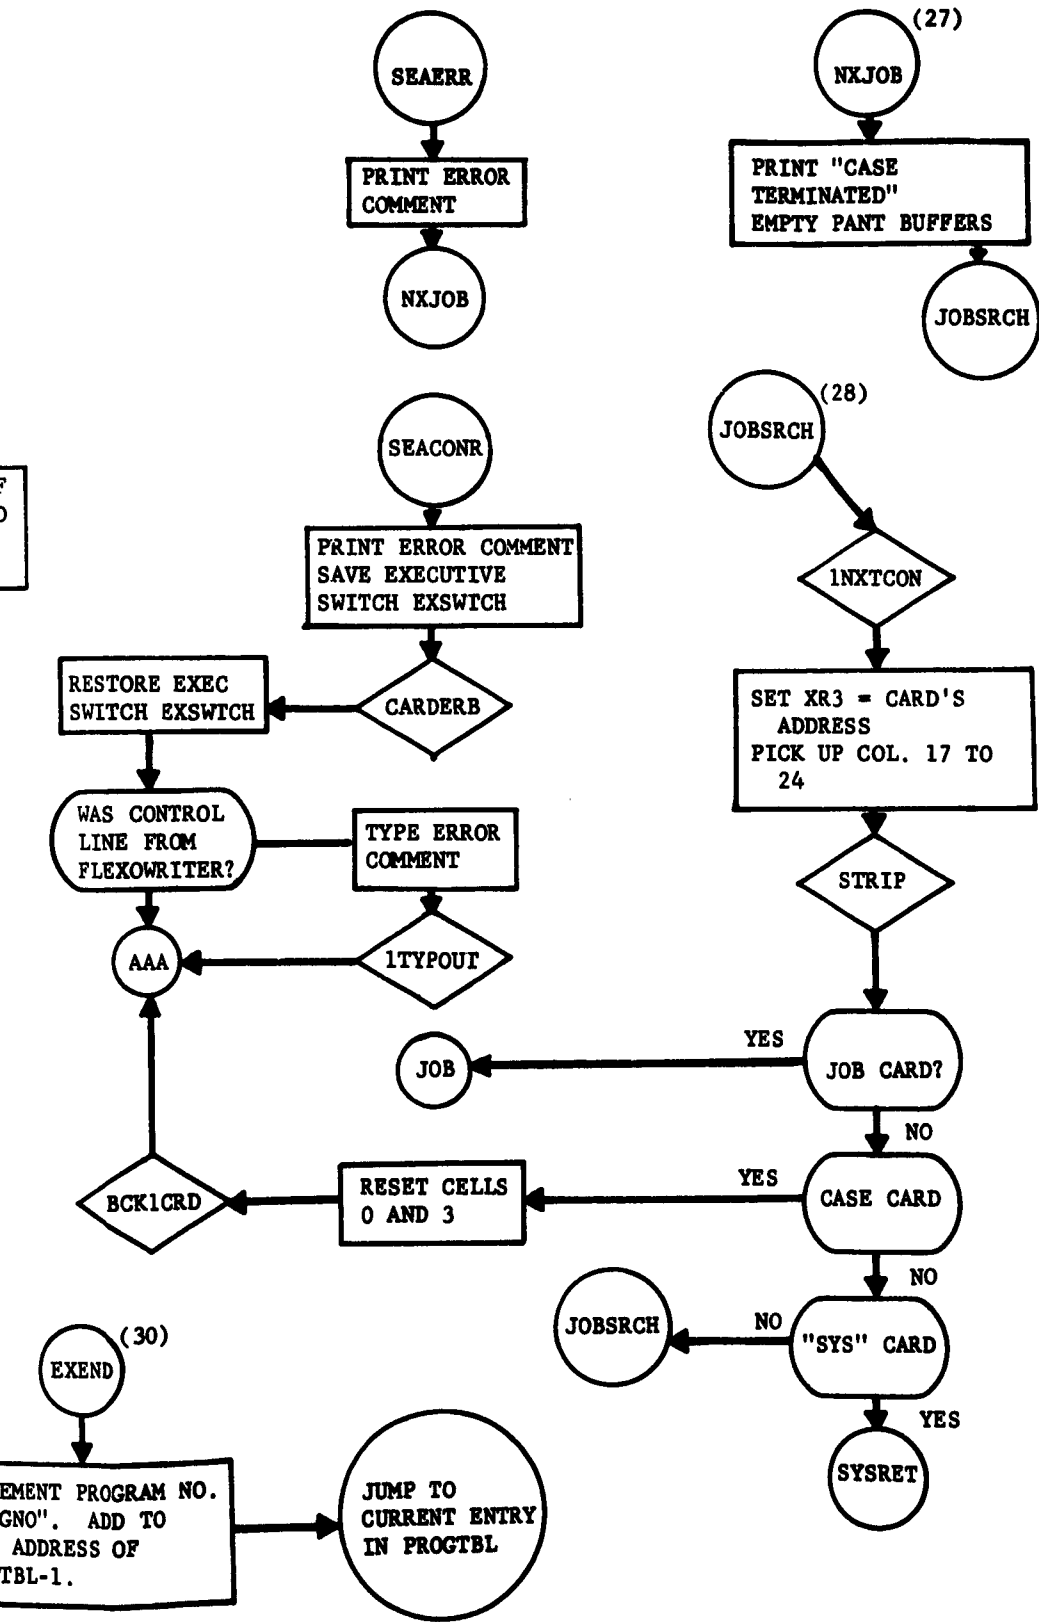 SEAERR
PRINT ERROR
COMMENT
NXJOB
(27)
NXJOB
PRINT "CASE
TERMINATED"
EMPTY PANT BUFFERS
JOBSRCH
SEACONR
PRINT ERROR COMMENT
SAVE EXECUTIVE
SWITCH EXSWTCH
CARDERB
RESTORE EXEC
SWITCH EXSWTCH
WAS CONTROL
LINE FROM
FLEXOWRITER?
TYPE ERROR
COMMENT
1TYPOUT
AAA
(28)
JOBSRCH
1NXTCON
SET XR3 = CARD'S
ADDRESS
PICK UP COL. 17 TO
24
STRIP
JOB CARD?
YES
JOB
NO
CASE CARD
YES
RESET CELLS
0 AND 3
BCK1CRD
NO
"SYS" CARD
NO
JOBSRCH
YES
SYSRET
(30)
EXEND
EMENT PROGRAM NO.
GNO". ADD TO
ADDRESS OF
TBL-1.
JUMP TO
CURRENT ENTRY
IN PROGTBL